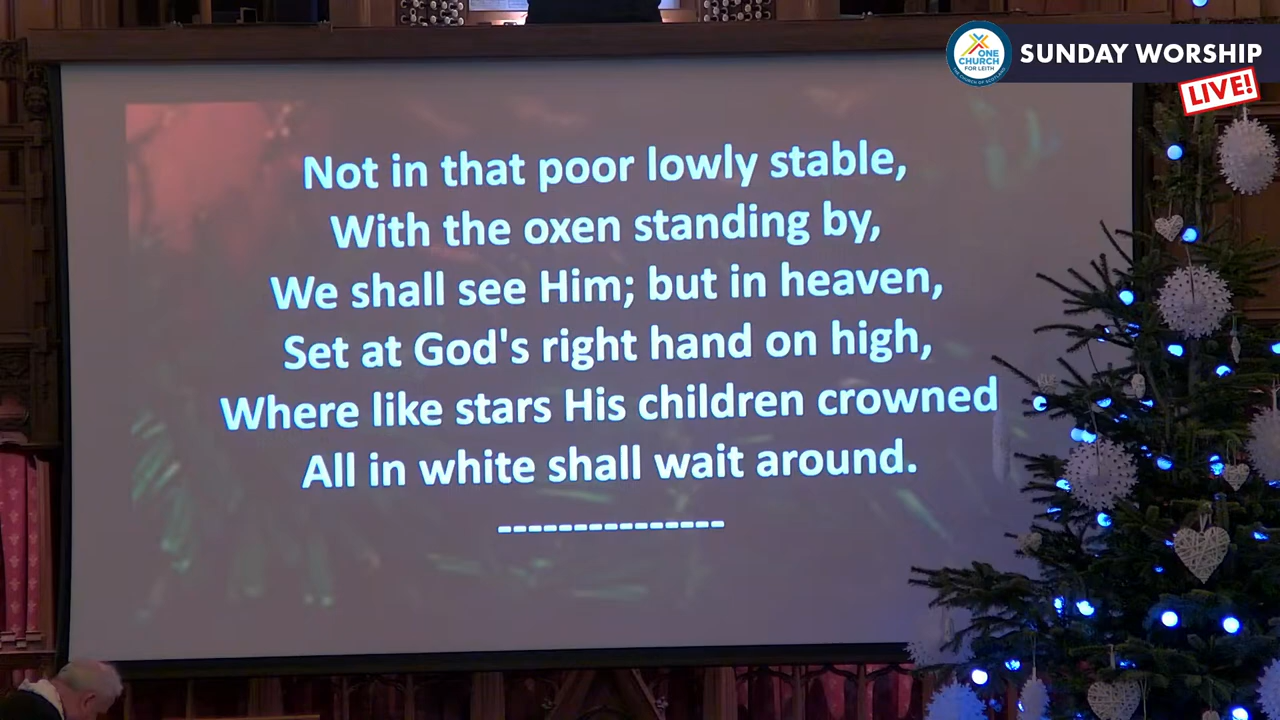 ONE
CHURCH
FOR LEITH
SUNDAY WORSHIP
LIVE!
Not in that poor lowly stable,
With the oxen standing by,
We shall see Him; but in heaven,
Set at God's right hand on high,
Where like stars His children crowned
All in white shall wait around.
---------------